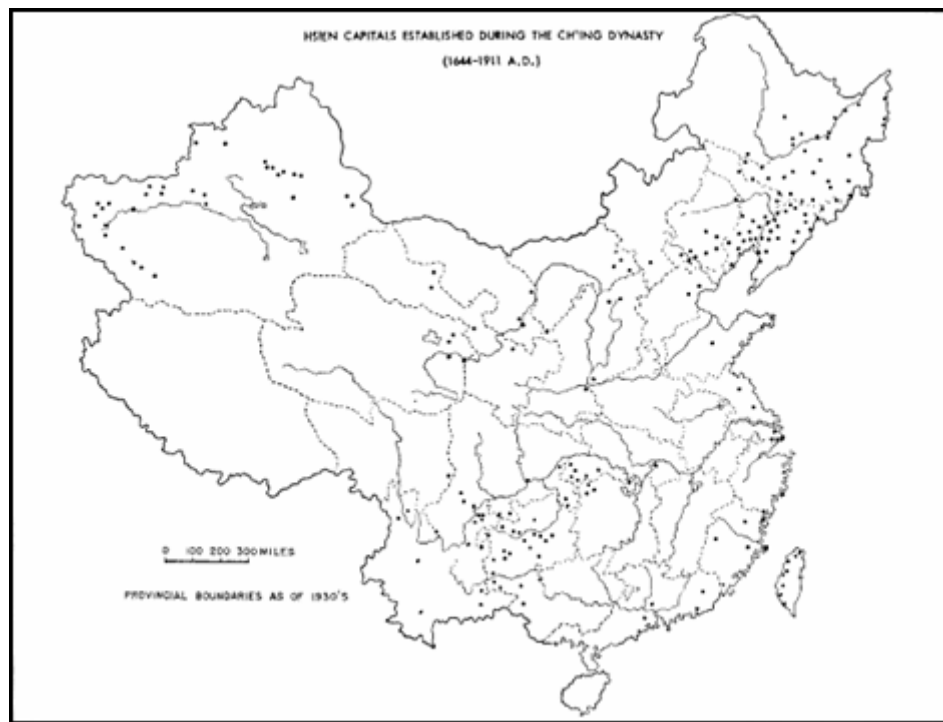 HSIEN CAPITALS ESTABLISHED DURING THE CH'ING DYNASTY
(1644-1911 A.D.)
0 100 200 300 MILES
PROVINCIAL BOUNDARIES AS OF 1930'S